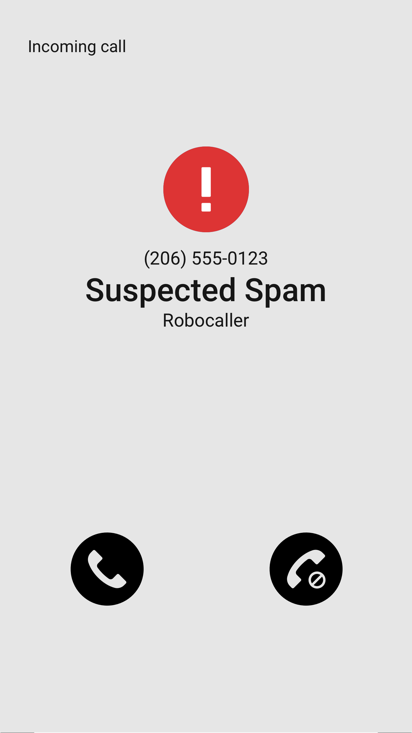 Incoming call
(206) 555-0123
Suspected Spam
Robocaller